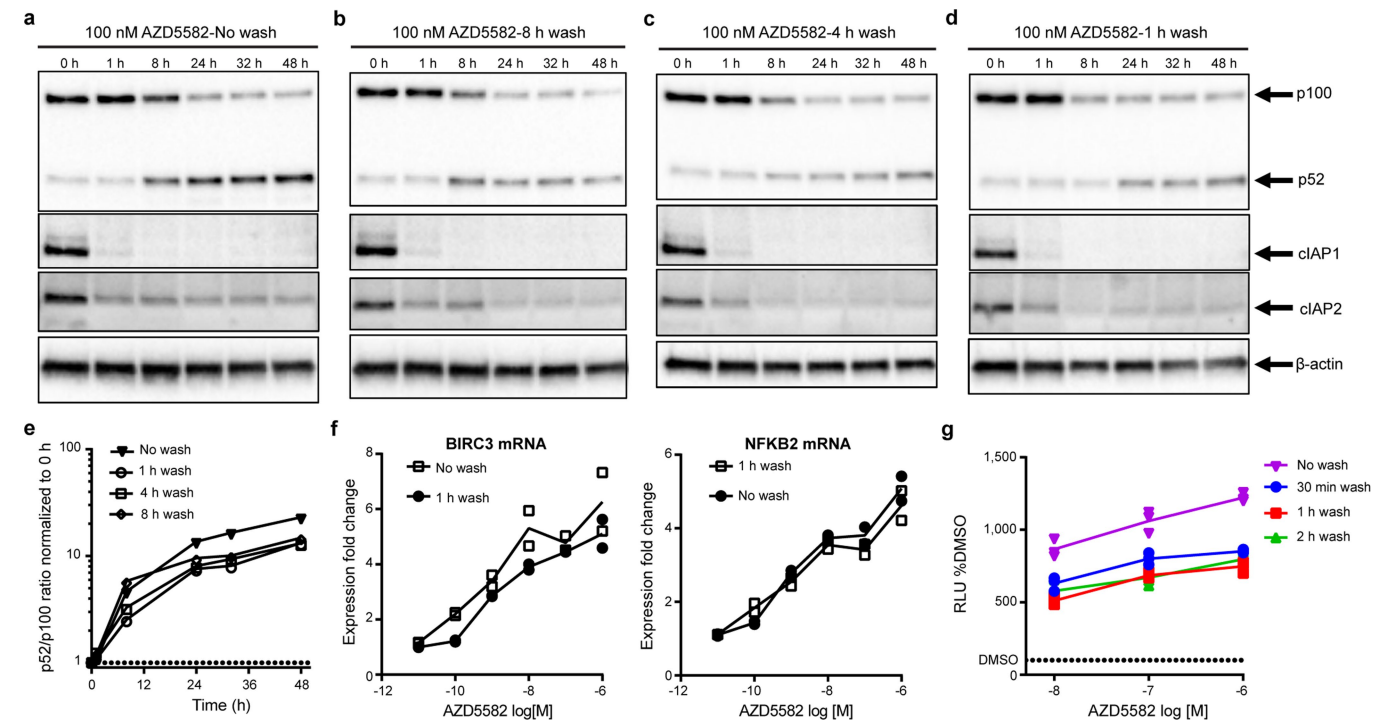 a
100 nM AZD5582-No wash
0 h 1 h 8 h 24 h 32 h 48 h
b
100 nM AZD5582-8 h wash
0 h 1 h 8 h 24 h 32 h 48 h
c
100 nM AZD5582-4 h wash
0 h 1 h 8 h 24 h 32 h 48 h
d
100 nM AZD5582-1 h wash
0 h 1 h 8 h 24 h 32 h 48 h
p100
p52
cIAP1
cIAP2
β-actin
e
p52/p100 ratio normalized to 0 h
100
10
1
No wash
1 h wash
4 h wash
8 h wash
0 12 24 36 48
Time (h)
f
BIRC3 mRNA
Expression fold change
8
6
4
2
0
No wash
1 h wash
-12 -10 -8 -6
AZD5582 log[M]
NFKB2 mRNA
Expression fold change
6
4
2
0
1 h wash
No wash
-12 -10 -8 -6
AZD5582 log [M]
g
RLU %DMSO
1,500
1,000
500
DMSO
0
-8 -7 -6
AZD5582 log [M]
No wash
30 min wash
1 h wash
2 h wash